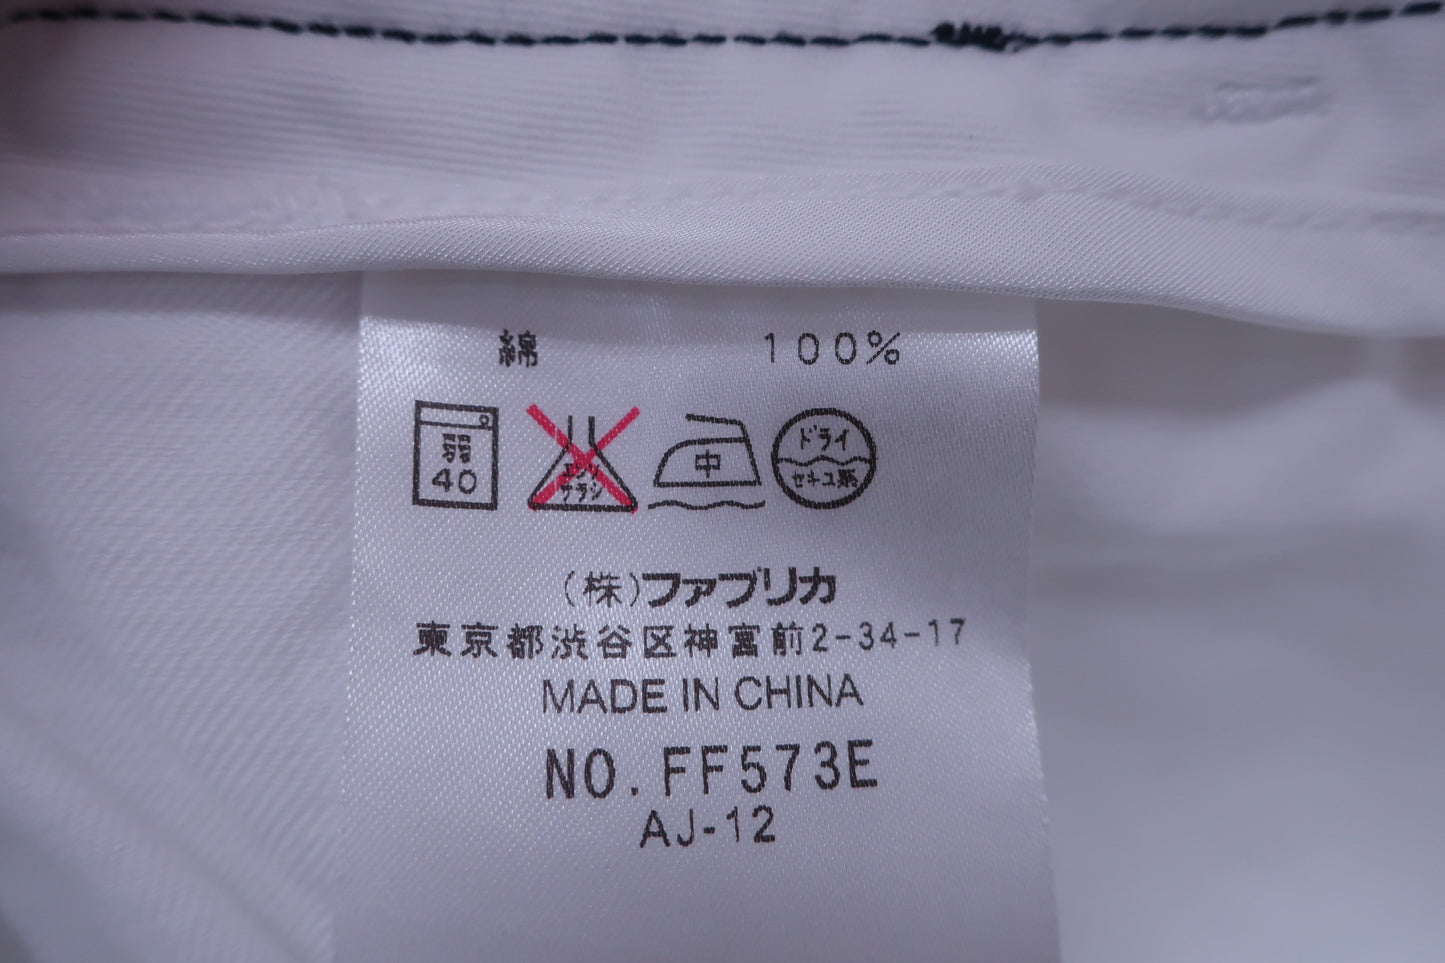 綿 100%
弱 エンソ 中 ドライ
40 サラシ セキユ系
(株)ファブリカ
東京都渋谷区神宮前2-34-17
MADE IN CHINA
NO.FF573E
AJ-12